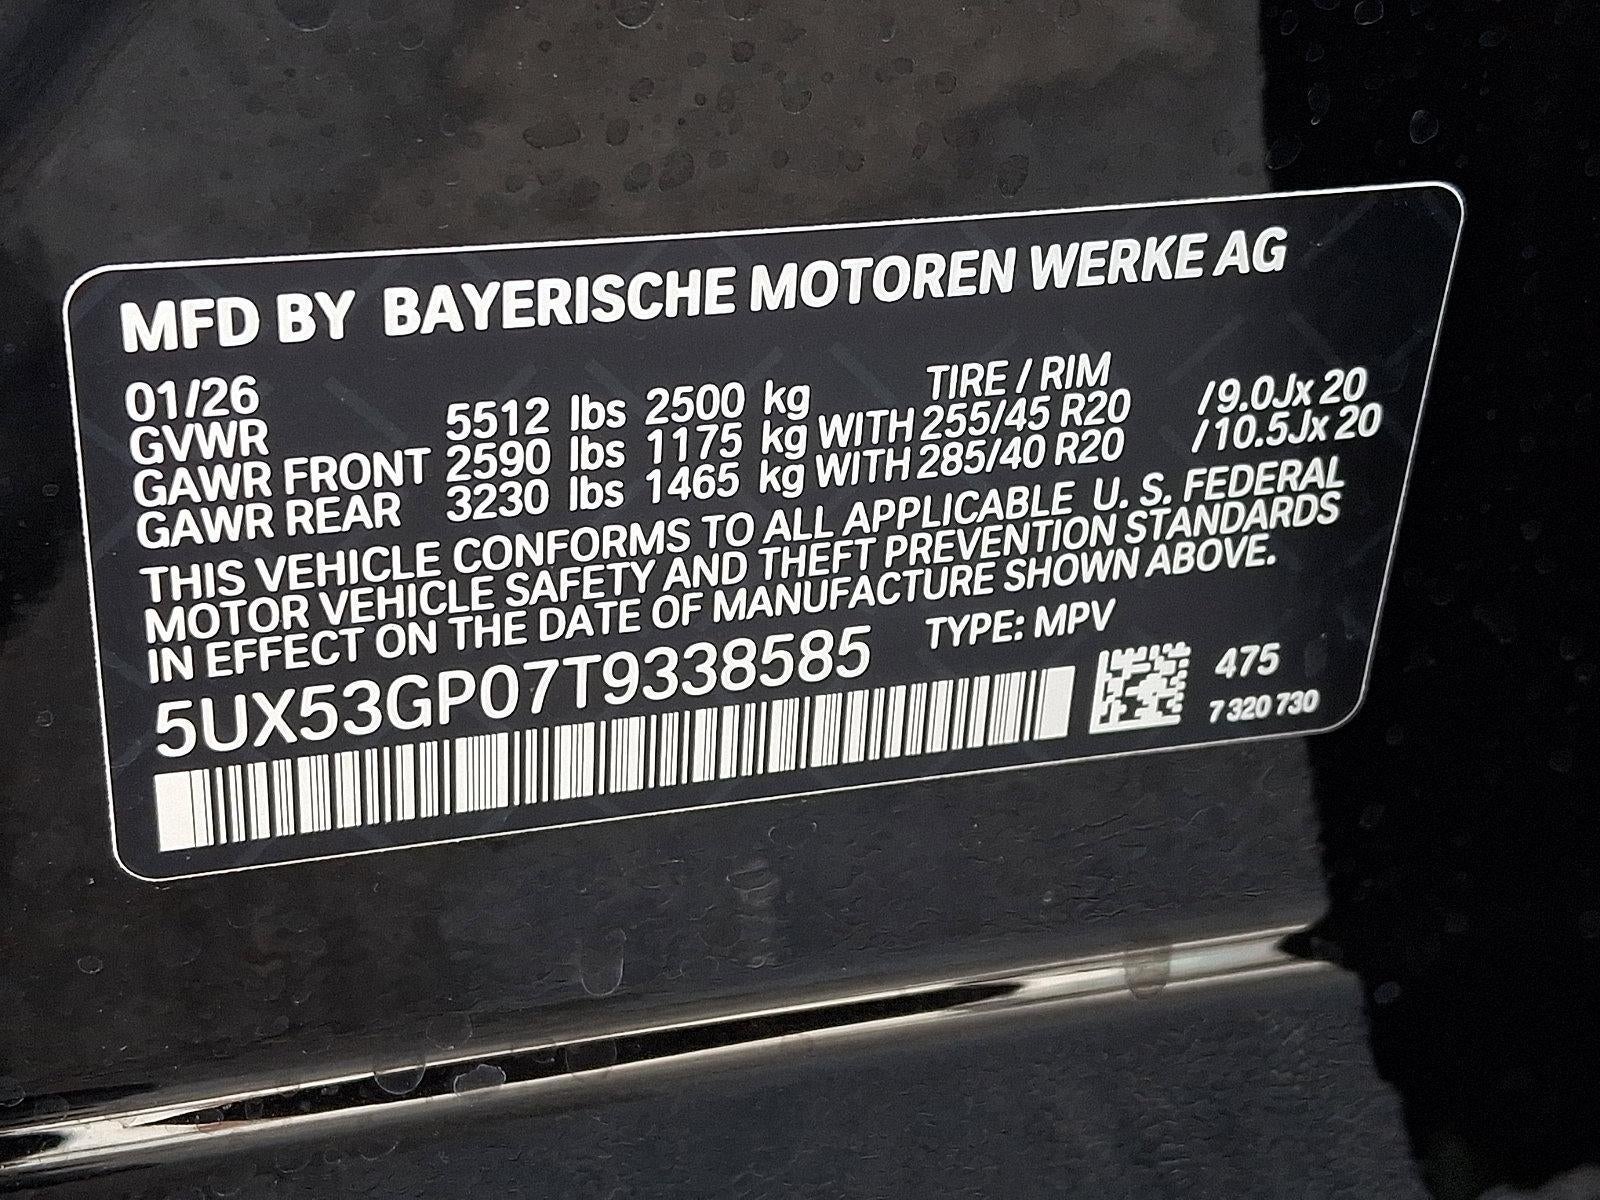 MFD BY BAYERISCHE MOTOREN WERKE AG
01/26 TIRE / RIM
GVWR 5512 lbs 2500 kg
GAWR FRONT 2590 lbs 1175 kg WITH 255/45 R20 /9.0Jx 20
GAWR REAR 3230 lbs 1465 kg WITH 285/40 R20 /10.5Jx 20
THIS VEHICLE CONFORMS TO ALL APPLICABLE U. S. FEDERAL
MOTOR VEHICLE SAFETY AND THEFT PREVENTION STANDARDS
IN EFFECT ON THE DATE OF MANUFACTURE SHOWN ABOVE.
5UX53GP07T9338585 TYPE: MPV
475
7 320 730